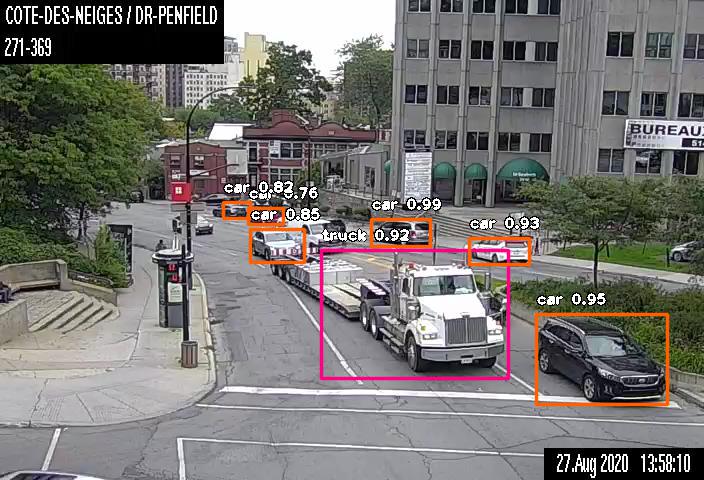 COTE-DES-NEIGES / DR-PENFIELD
271-369
BUREAUX
car 0.82
car 0.76
car 0.85
car 0.99
car 0.93
truck 0.92
car 0.95
27.Aug 2020 13:58:10